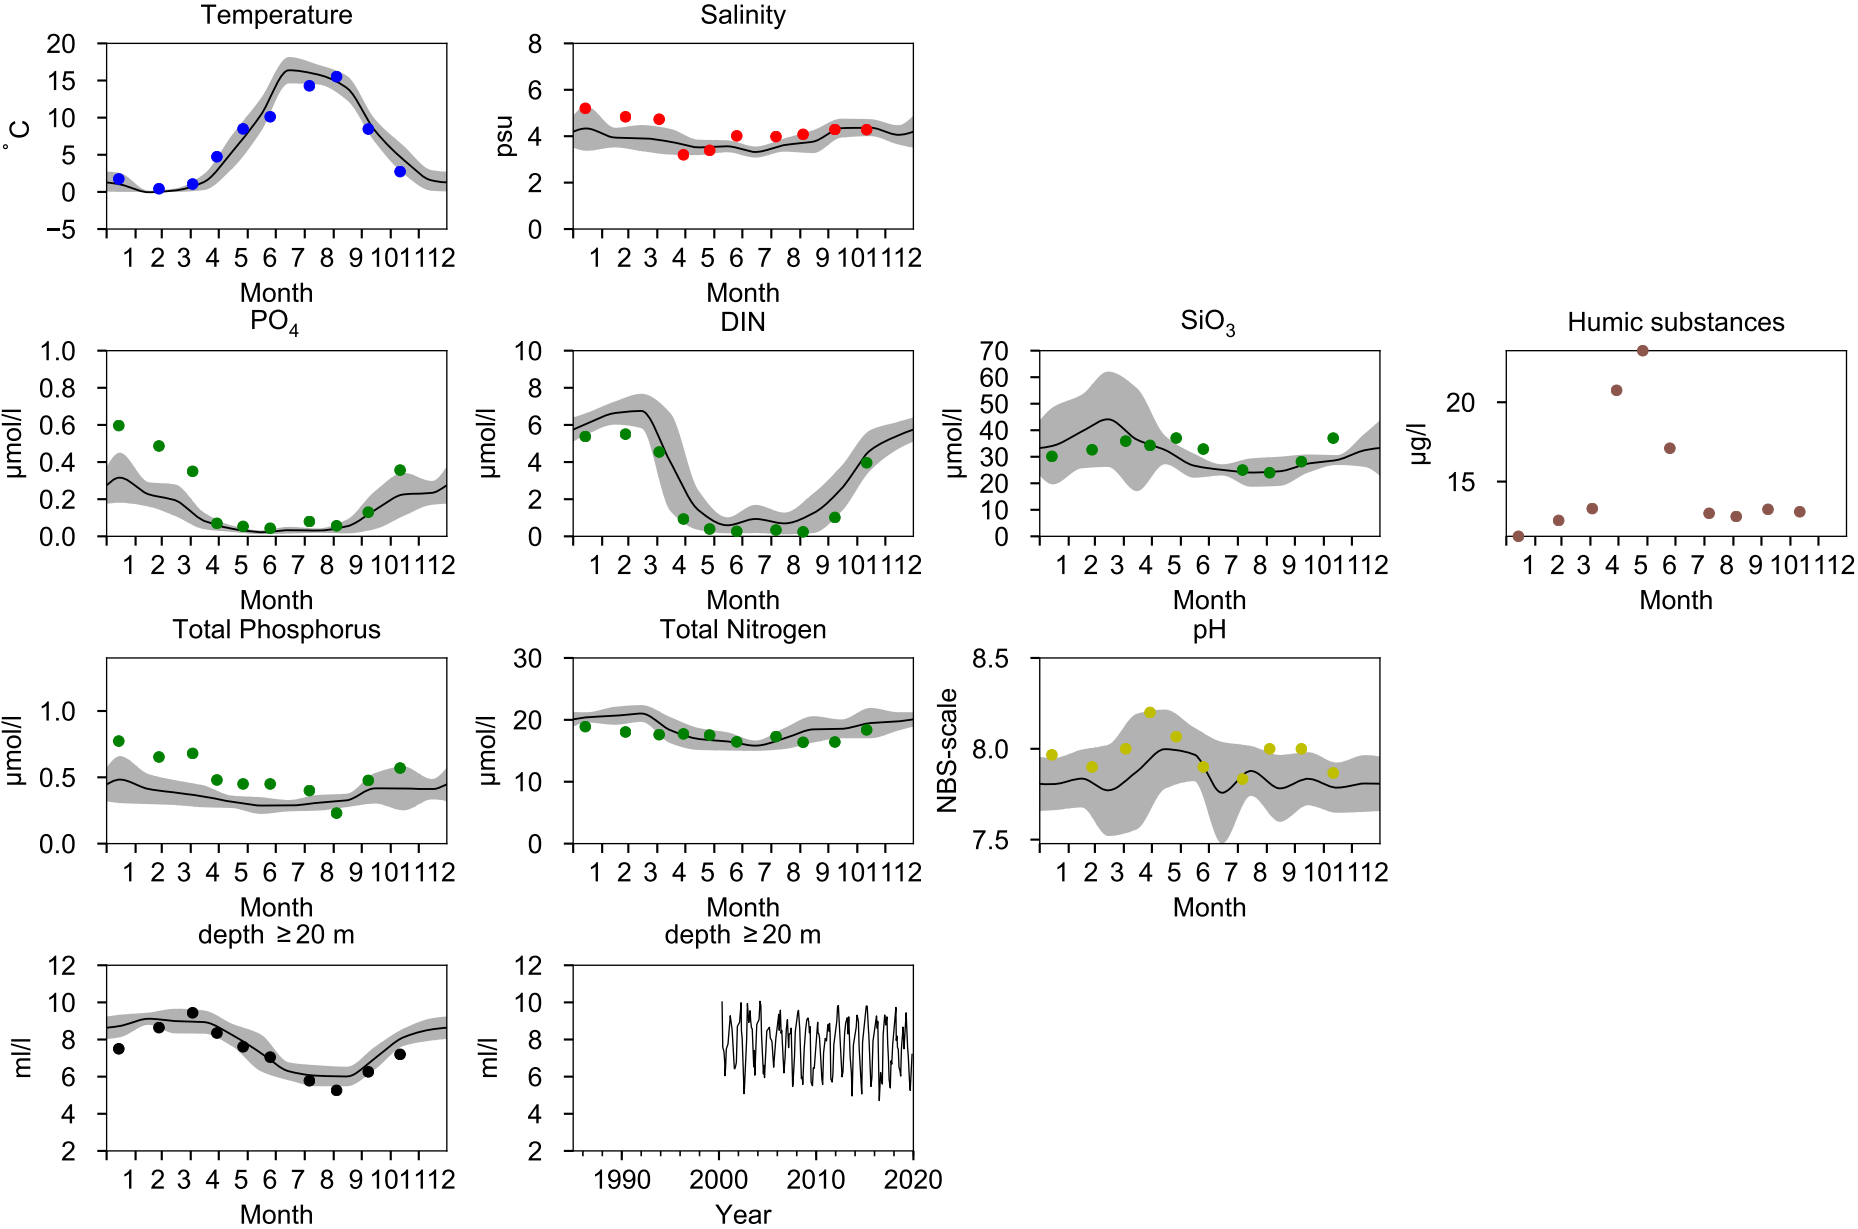 Temperature
20
15
10
5
0
−5
°C
1 2 3 4 5 6 7 8 9 10 11 12
Month
Salinity
8
6
4
2
0
psu
1 2 3 4 5 6 7 8 9 10 11 12
Month
PO4
1.0
0.8
0.6
0.4
0.2
0.0
µmol/l
1 2 3 4 5 6 7 8 9 10 11 12
Month
DIN
10
8
6
4
2
0
µmol/l
1 2 3 4 5 6 7 8 9 10 11 12
Month
SiO3
70
60
50
40
30
20
10
0
µmol/l
1 2 3 4 5 6 7 8 9 10 11 12
Month
Humic substances
20
15
µg/l
1 2 3 4 5 6 7 8 9 10 11 12
Month
Total Phosphorus
1.0
0.5
0.0
µmol/l
1 2 3 4 5 6 7 8 9 10 11 12
Month
Total Nitrogen
30
20
10
0
µmol/l
1 2 3 4 5 6 7 8 9 10 11 12
Month
pH
8.5
8.0
7.5
NBS-scale
1 2 3 4 5 6 7 8 9 10 11 12
Month
depth ≥ 20 m
12
10
8
6
4
2
ml/l
1 2 3 4 5 6 7 8 9 10 11 12
Month
depth ≥ 20 m
12
10
8
6
4
2
ml/l
1990 2000 2010 2020
Year